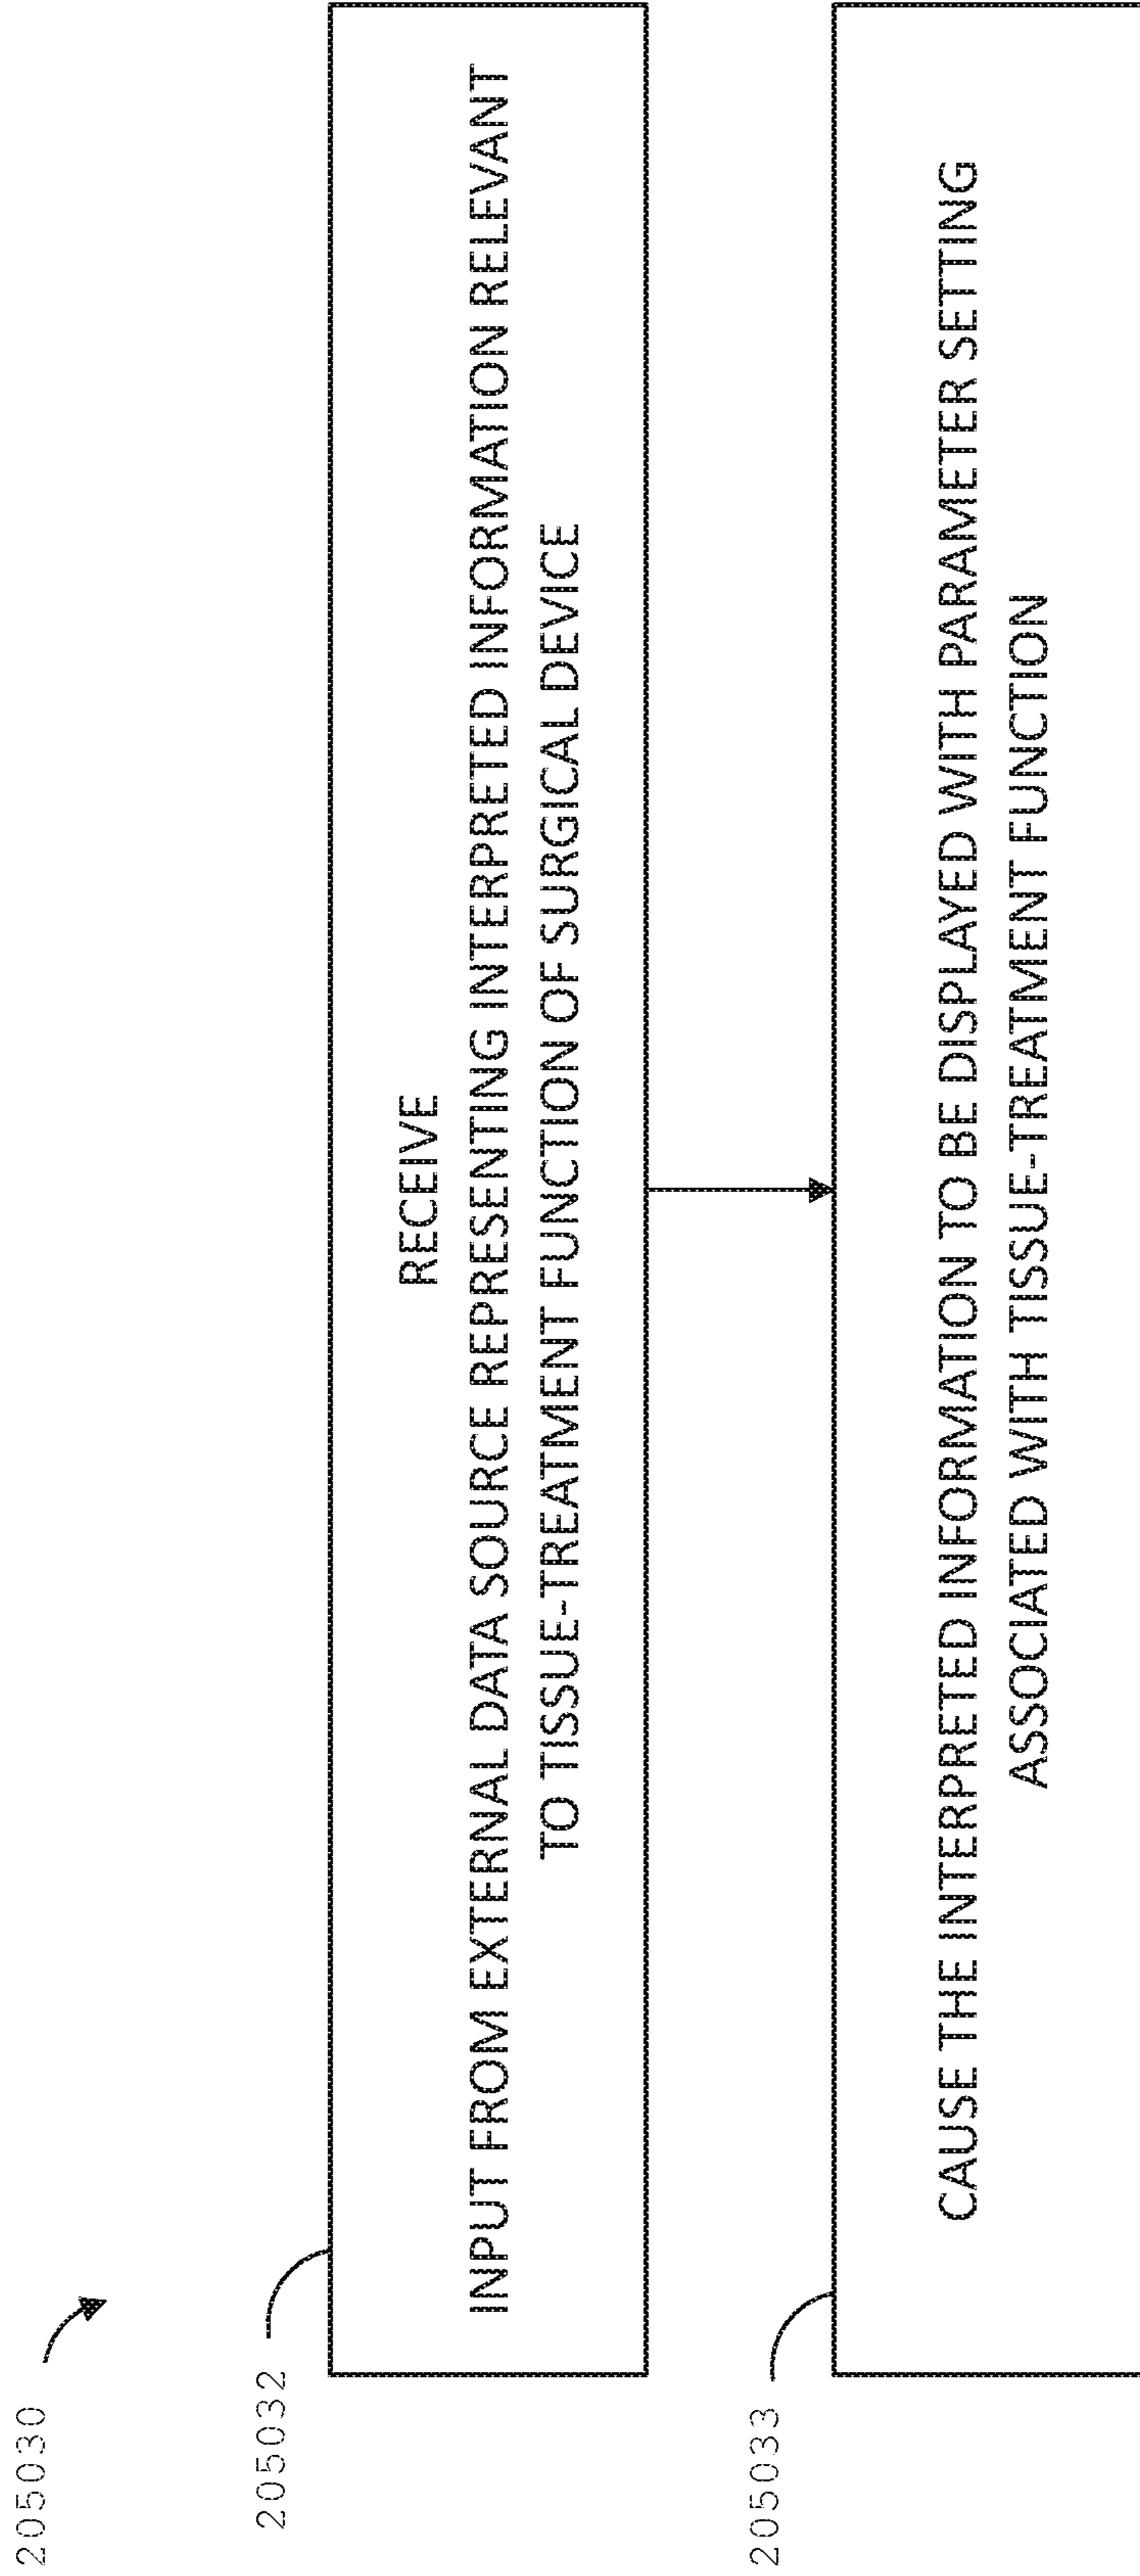 205030
205032
RECEIVE
INPUT FROM EXTERNAL DATA SOURCE REPRESENTING INTERPRETED INFORMATION RELEVANT
TO TISSUE-TREATMENT FUNCTION OF SURGICAL DEVICE
205033
CAUSE THE INTERPRETED INFORMATION TO BE DISPLAYED WITH PARAMETER SETTING
ASSOCIATED WITH TISSUE-TREATMENT FUNCTION